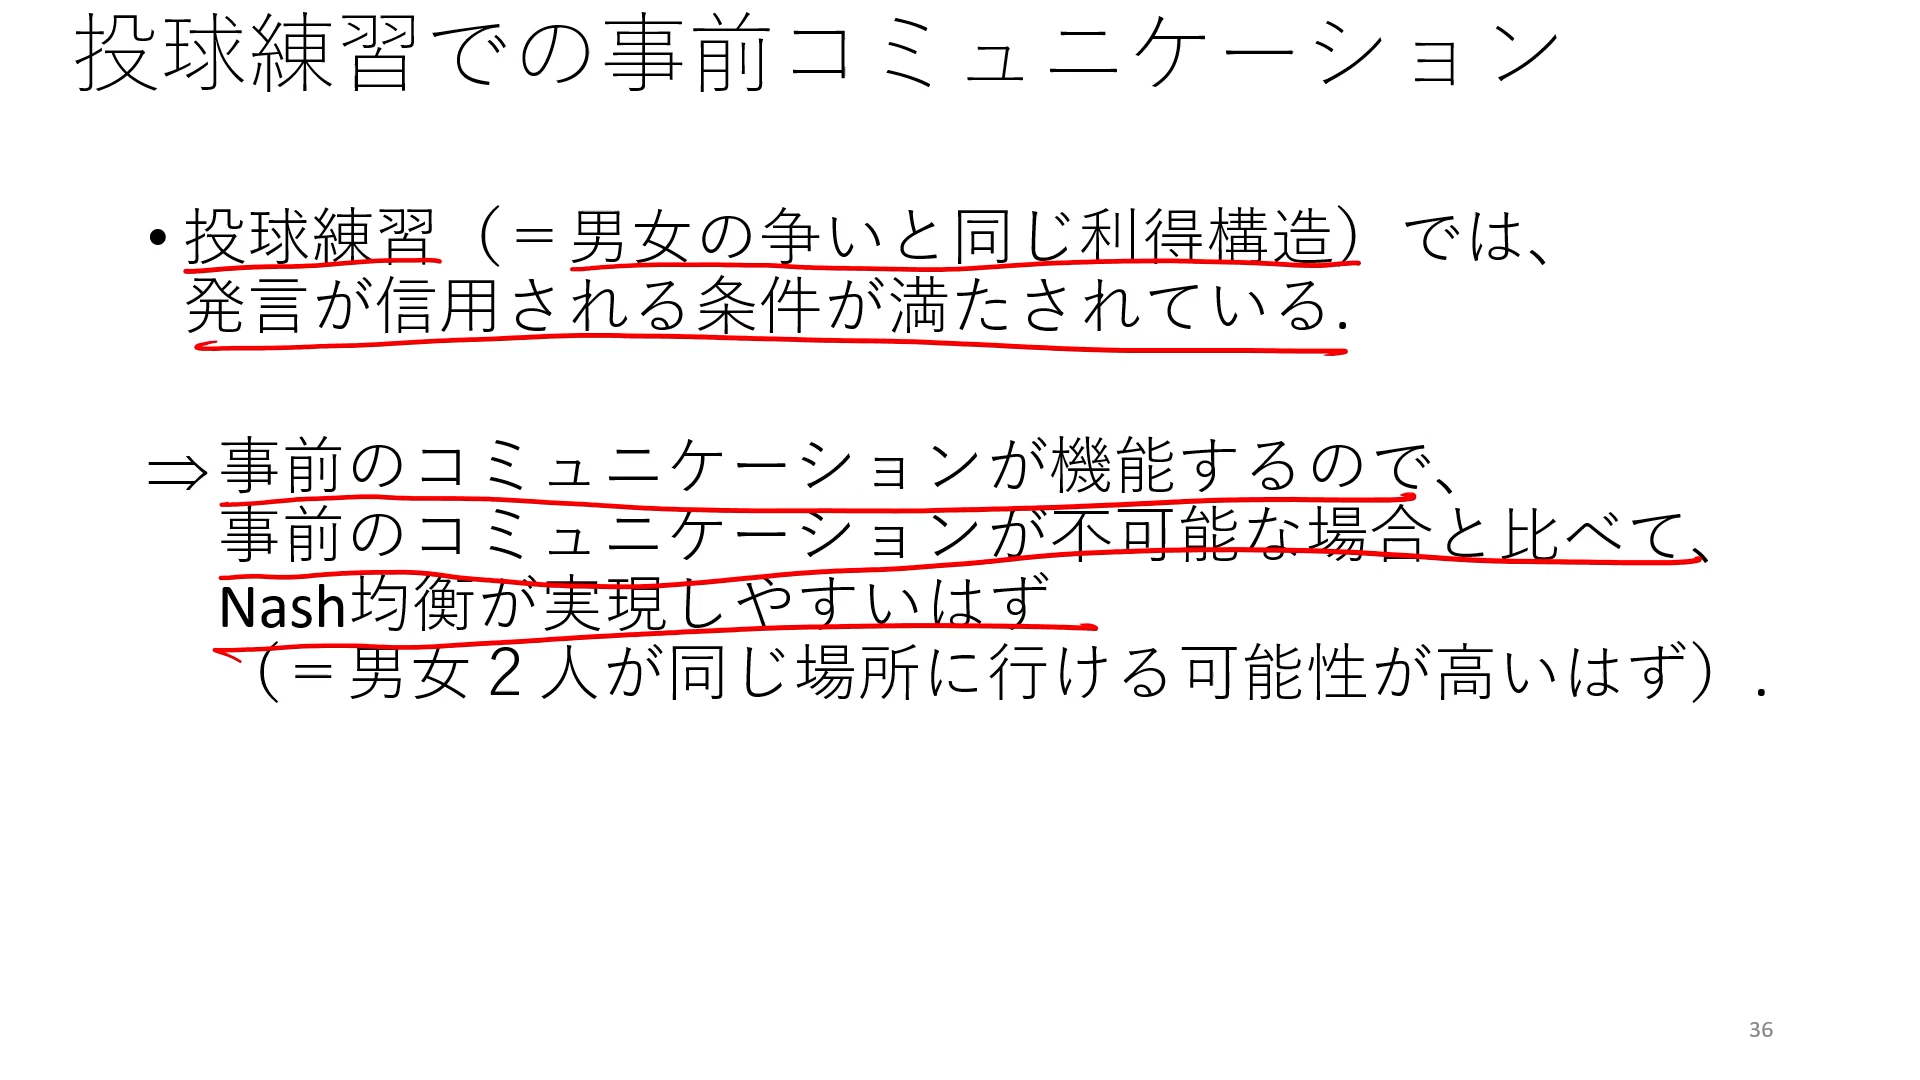 投球練習での事前コミュニケーション
• 投球練習（＝男女の争いと同じ利得構造）では、
発言が信用される条件が満たされている.
⇒事前のコミュニケーションが機能するので、
事前のコミュニケーションが不可能な場合と比べて、
Nash均衡が実現しやすいはず
（＝男女２人が同じ場所に行ける可能性が高いはず）.
36